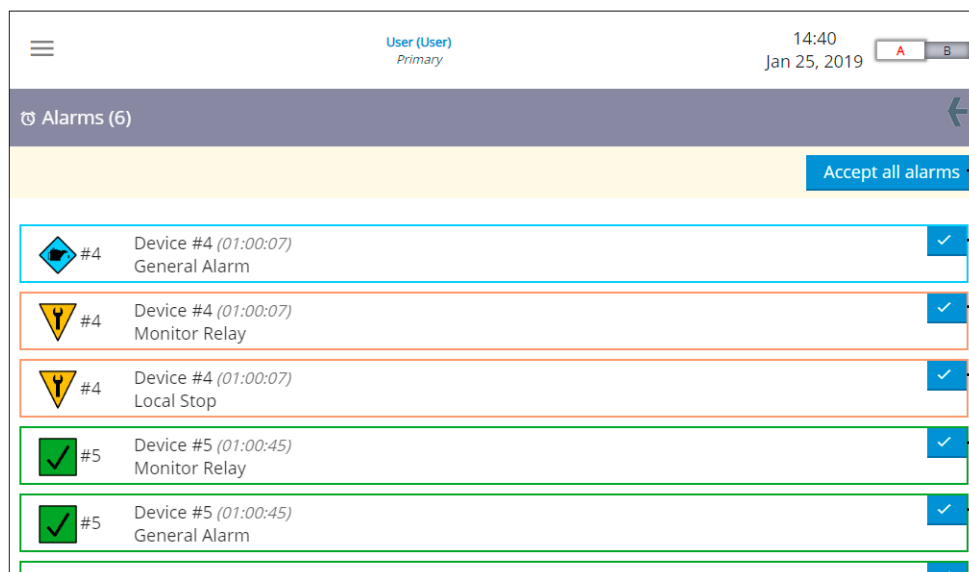 User (User)
Primary
14:40
Jan 25, 2019
A
B
Alarms (6)
Accept all alarms
#4
Device #4 (01:00:07)
General Alarm
#4
Device #4 (01:00:07)
Monitor Relay
#4
Device #4 (01:00:07)
Local Stop
#5
Device #5 (01:00:45)
Monitor Relay
#5
Device #5 (01:00:45)
General Alarm